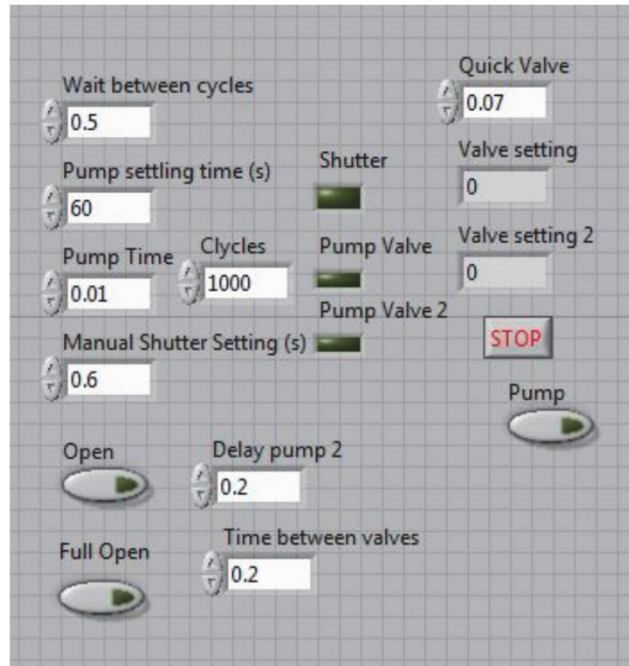 Quick Valve
Wait between cycles
0.07
0.5
Shutter
Valve setting
Pump settling time (s)
0
60
Clycles
Pump Valve
Valve setting 2
Pump Time
0
1000
0.01
Pump Valve 2
Manual Shutter Setting (s)
STOP
0.6
Pump
Open
Delay pump 2
0.2
Full Open
Time between valves
0.2